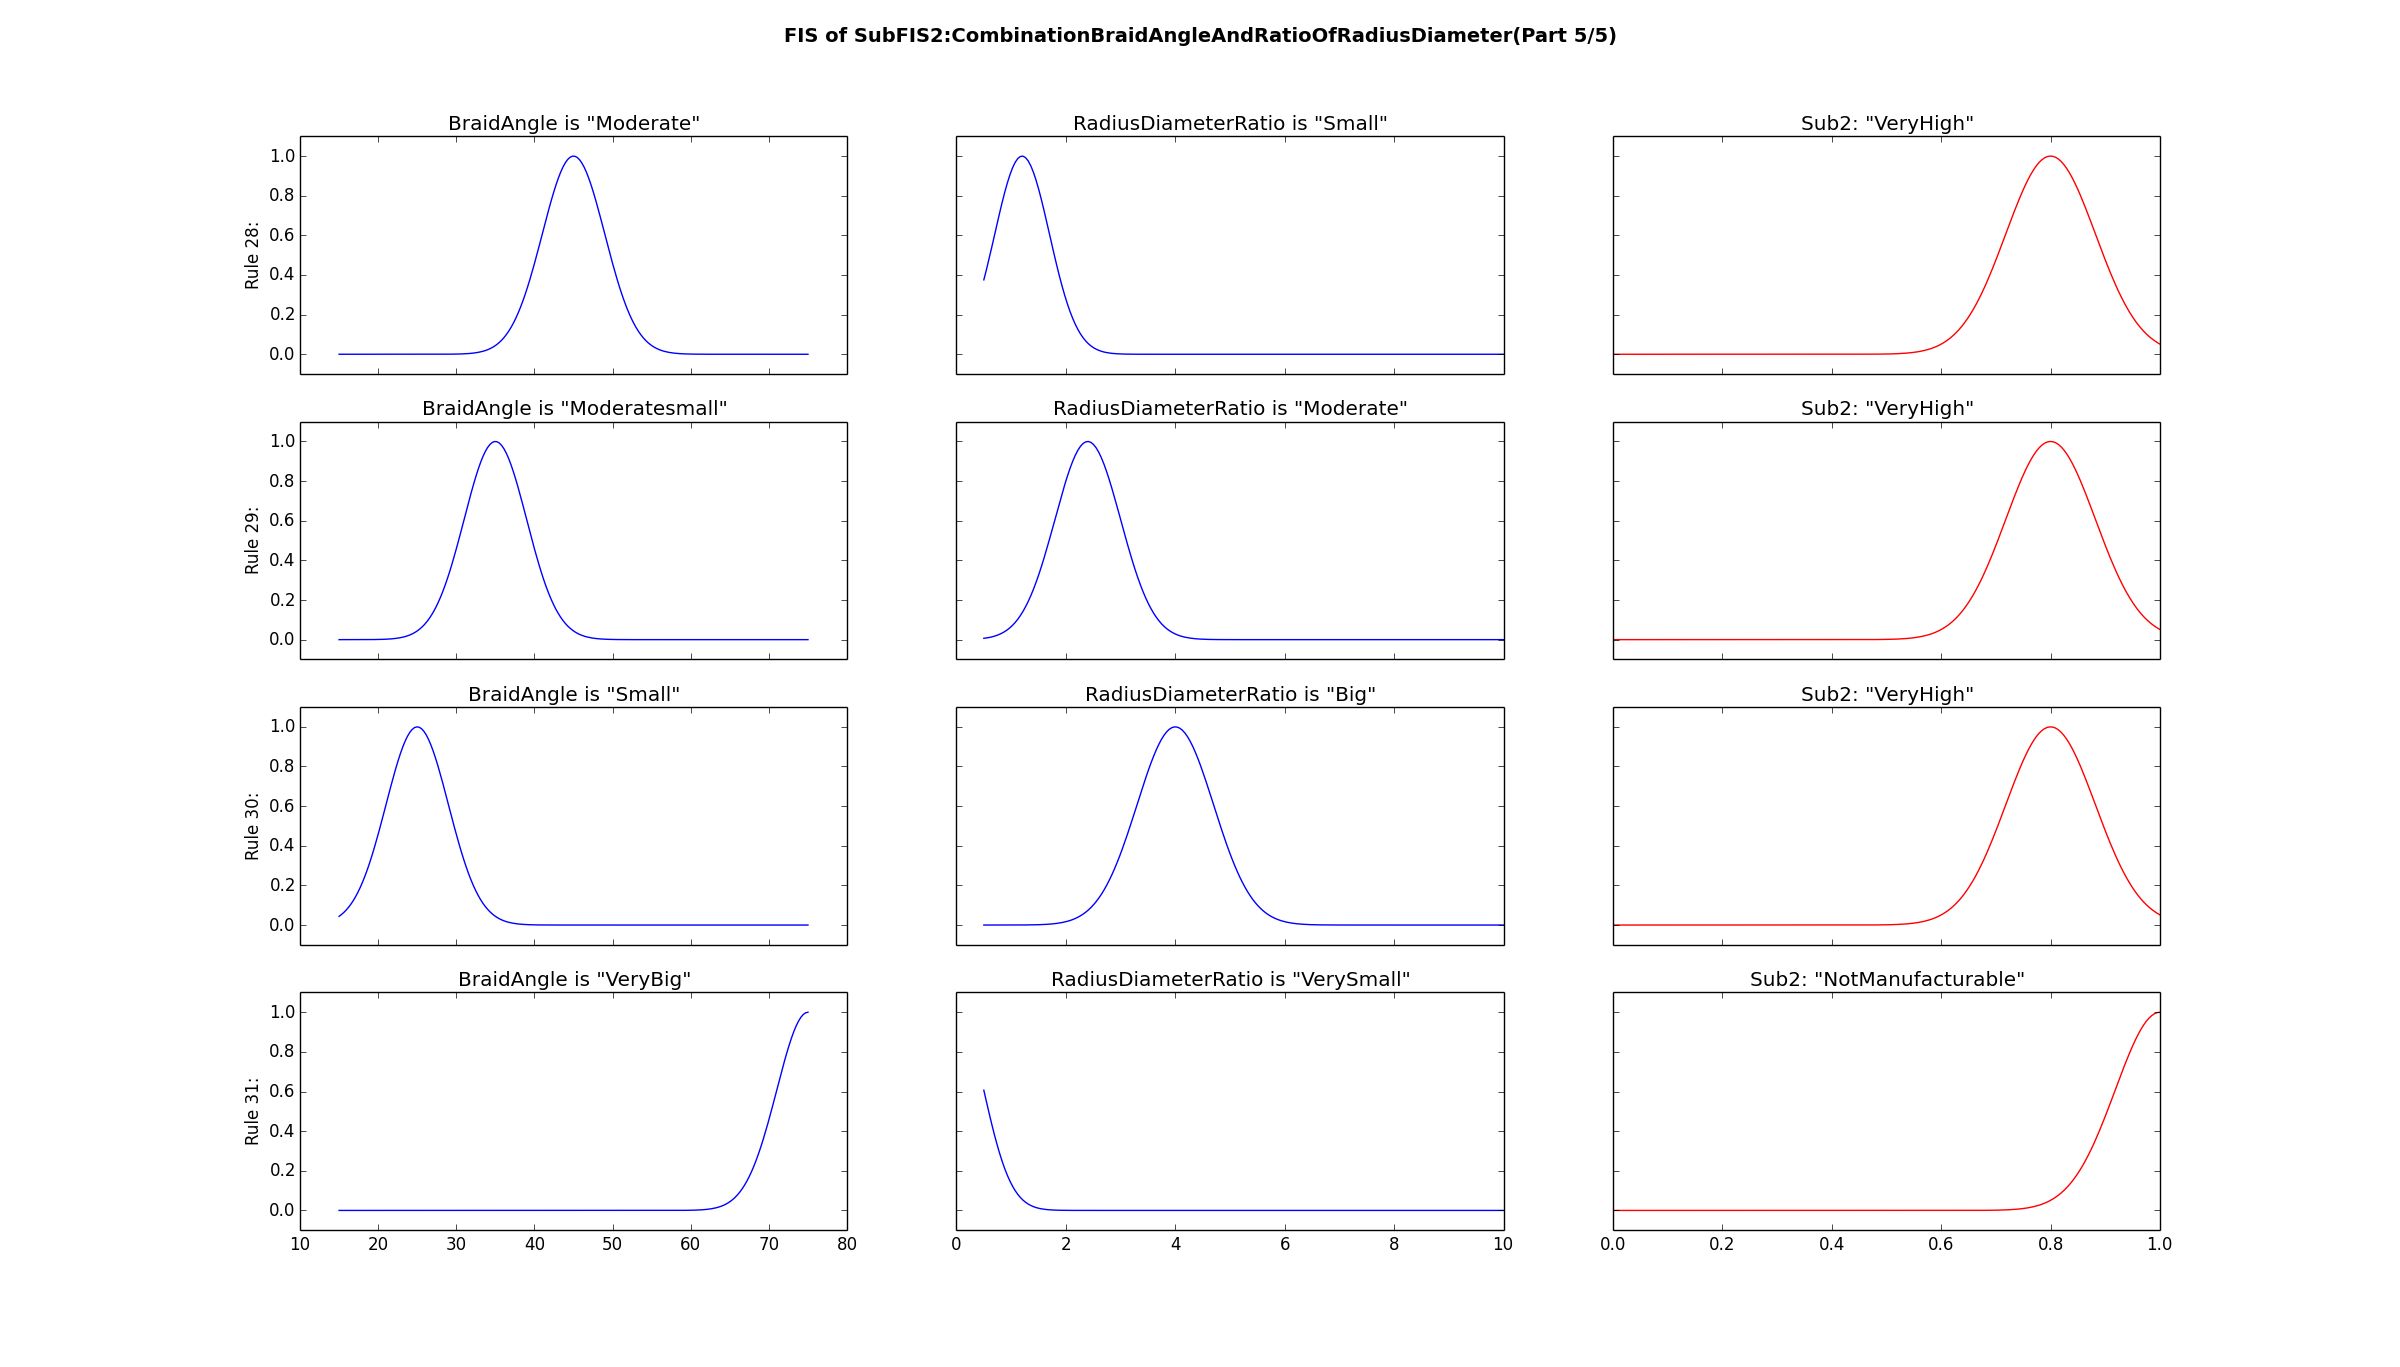 FIS of SubFIS2:CombinationBraidAngleAndRatioOfRadiusDiameter(Part 5/5)
BraidAngle is "Moderate"
RadiusDiameterRatio is "Small"
Sub2: "VeryHigh"
Rule 28:
1.0
0.8
0.6
0.4
0.2
0.0
BraidAngle is "Moderatesmall"
RadiusDiameterRatio is "Moderate"
Sub2: "VeryHigh"
Rule 29:
1.0
0.8
0.6
0.4
0.2
0.0
BraidAngle is "Small"
RadiusDiameterRatio is "Big"
Sub2: "VeryHigh"
Rule 30:
1.0
0.8
0.6
0.4
0.2
0.0
BraidAngle is "VeryBig"
RadiusDiameterRatio is "VerySmall"
Sub2: "NotManufacturable"
Rule 31:
1.0
0.8
0.6
0.4
0.2
0.0
10 20 30 40 50 60 70 80
0 2 4 6 8 10
0.0 0.2 0.4 0.6 0.8 1.0